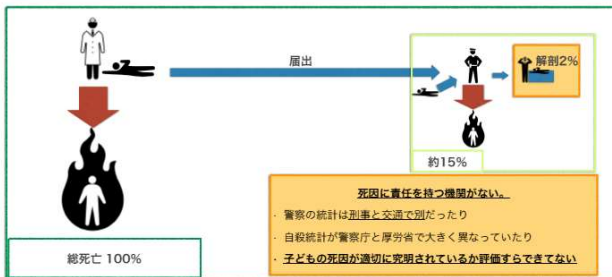 届出
解剖2%
約15%
総死亡 100%
死因に責任を持つ機関がない。
· 警察の統計は刑事と交通で別だったり
· 自殺統計が警察庁と厚労省で大きく異なっていたり
· 子どもの死因が適切に究明されているか評価すらできてない